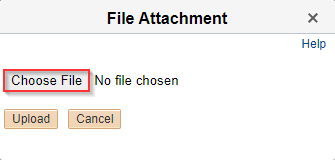 File Attachment ×
Help
Choose File No file chosen
Upload Cancel